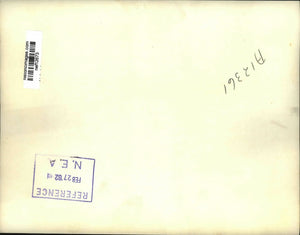 A12361
REFERENCE
FEB 27 '62
N. E. A.